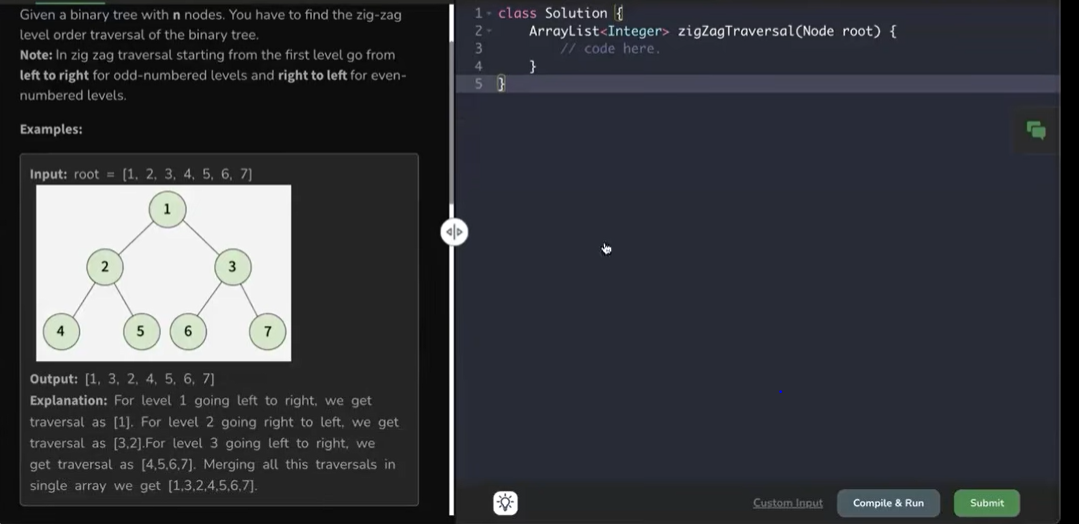 Given a binary tree with n nodes. You have to find the zig-zag
level order traversal of the binary tree.
Note: In zig zag traversal starting from the first level go from
left to right for odd-numbered levels and right to left for even-
numbered levels.
Examples:
Input: root = [1, 2, 3, 4, 5, 6, 7]
1
2 3
4 5 6 7
Output: [1, 3, 2, 4, 5, 6, 7]
Explanation: For level 1 going left to right, we get
traversal as [1]. For level 2 going right to left, we get
traversal as [3,2].For level 3 going left to right, we
get traversal as [4,5,6,7]. Merging all this traversals in
single array we get [1,3,2,4,5,6,7].
1 class Solution {
2 ArrayList<Integer> zigZagTraversal(Node root) {
3 // code here.
4 }
5 }
Custom Input Compile & Run Submit